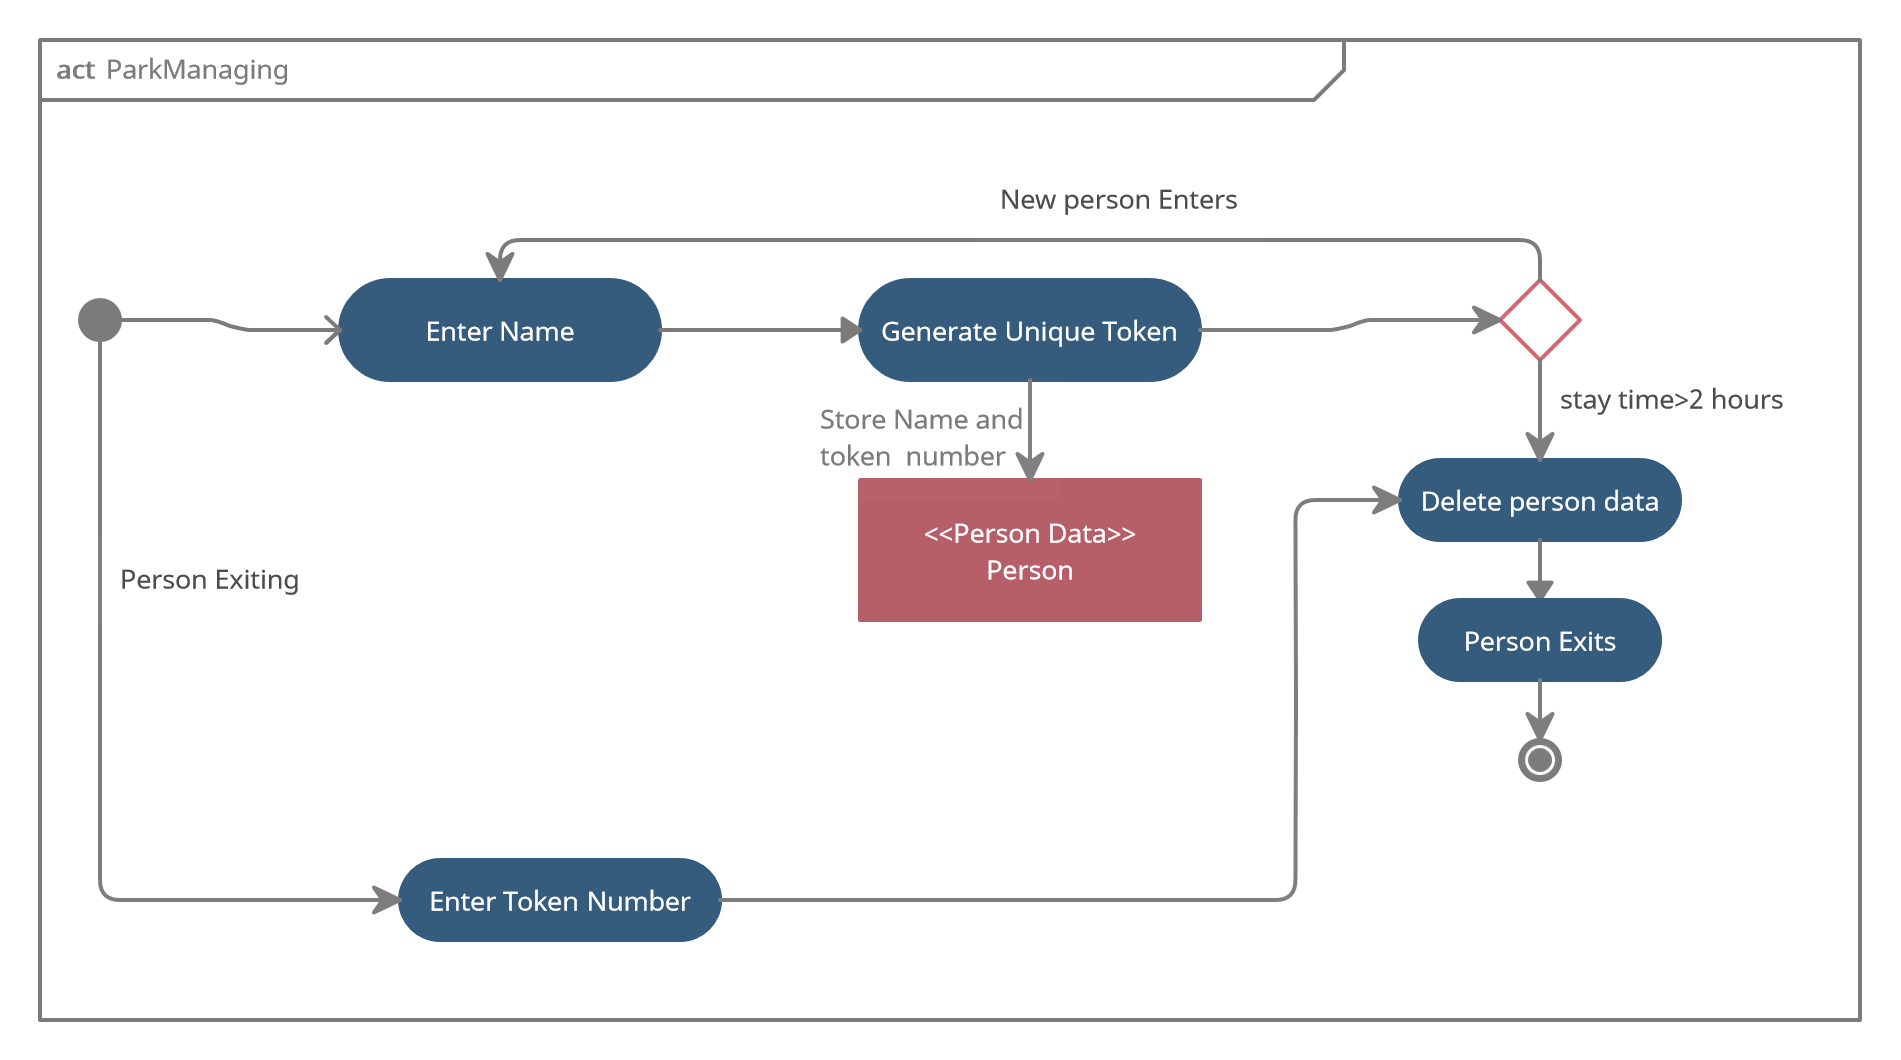 act ParkManaging
New person Enters
Enter Name
Generate Unique Token
stay time>2 hours
Store Name and
token  number
Delete person data
<<Person Data>>
Person
Person Exiting
Person Exits
Enter Token Number